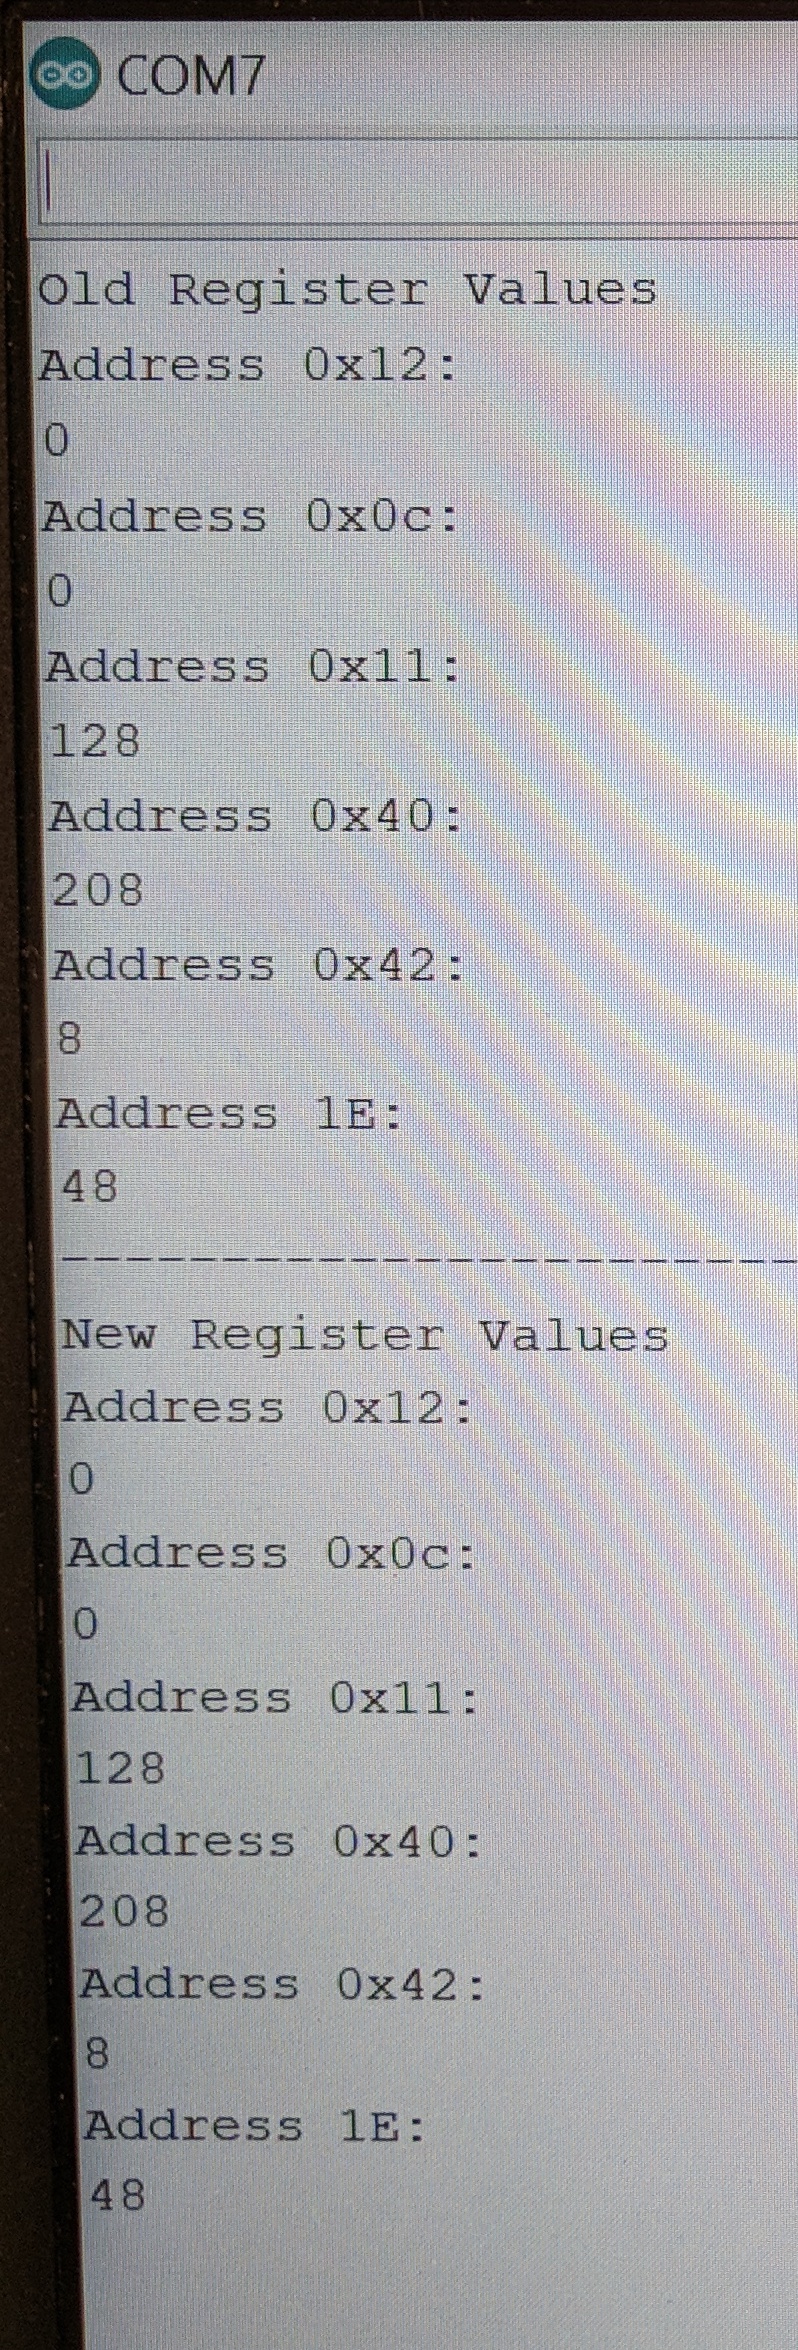 COM7
Old Register Values
Address 0x12:
0
Address 0x0c:
0
Address 0x11:
128
Address 0x40:
208
Address 0x42:
8
Address 1E:
48
------------------------
New Register Values
Address 0x12:
0
Address 0x0c:
0
Address 0x11:
128
Address 0x40:
208
Address 0x42:
8
Address 1E:
48